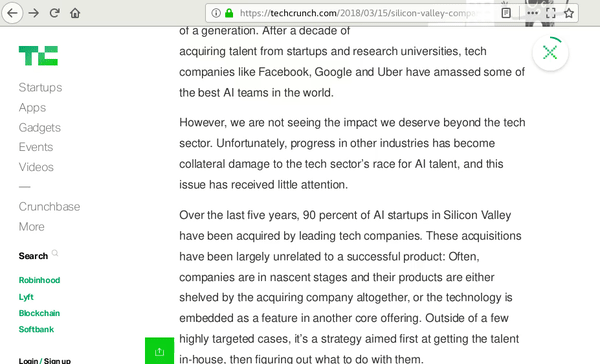 https://techcrunch.com/2018/03/15/silicon-valley-compe
TC
Startups
Apps
Gadgets
Events
Videos
—
Crunchbase
More
Search
Robinhood
Lyft
Blockchain
Softbank
Login / Sign up
of a generation. After a decade of
acquiring talent from startups and research universities, tech
companies like Facebook, Google and Uber have amassed some of
the best AI teams in the world.
However, we are not seeing the impact we deserve beyond the tech
sector. Unfortunately, progress in other industries has become
collateral damage to the tech sector's race for AI talent, and this
issue has received little attention.
Over the last five years, 90 percent of AI startups in Silicon Valley
have been acquired by leading tech companies. These acquisitions
have been largely unrelated to a successful product: Often,
companies are in nascent stages and their products are either
shelved by the acquiring company altogether, or the technology is
embedded as a feature in another core offering. Outside of a few
highly targeted cases, it's a strategy aimed first at getting the talent
in-house, then figuring out what to do with them.